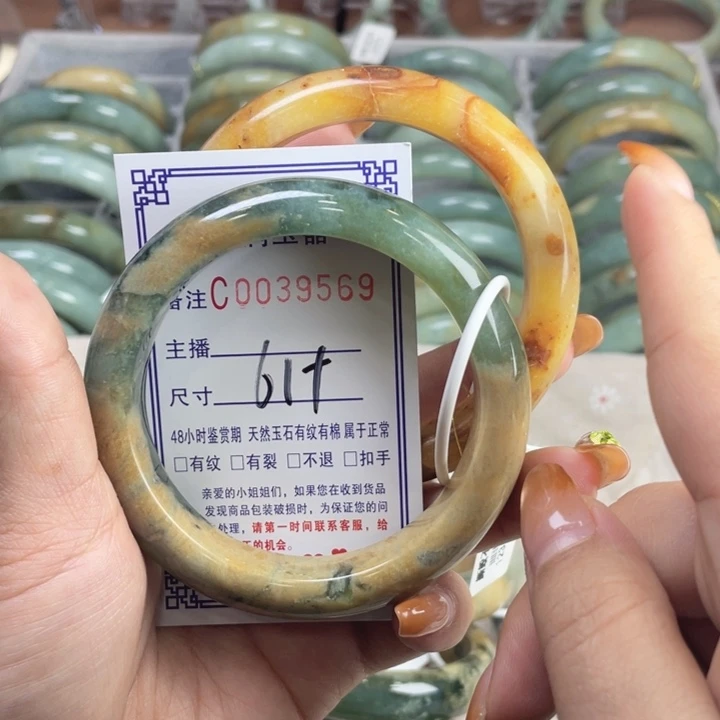 备注C0039569
主播
尺寸 61+
48小时鉴赏期 天然玉石有纹有棉 属于正常
□有纹 □有裂 □不退 □扣手
亲爱的小姐姐们，如果您在收到货品
发现商品包装破损时，为保证您的问
处理，请第一时间联系客服，给
的机会。